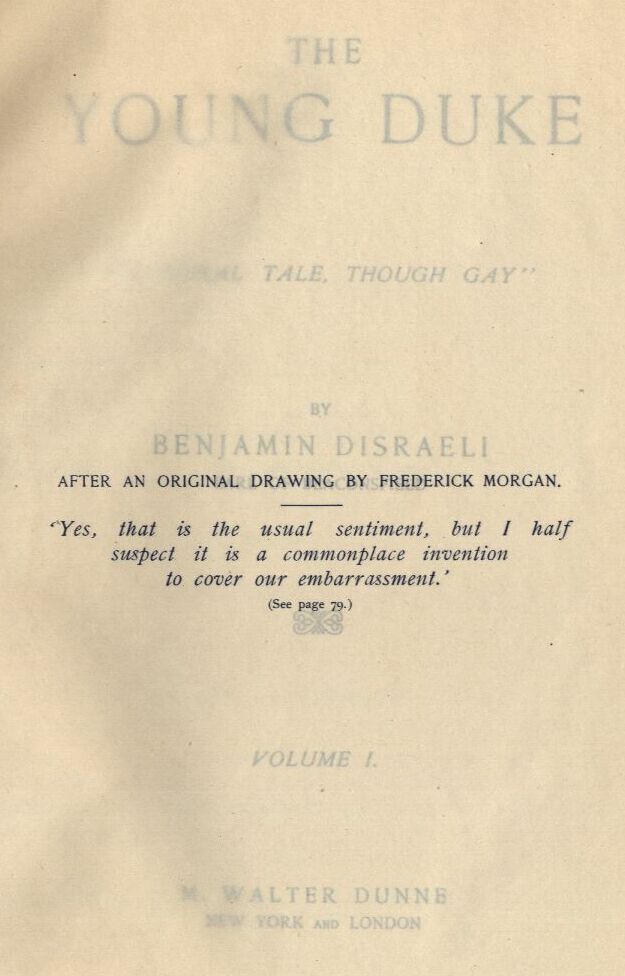 THE
YOUNG DUKE
TALE, THOUGH GAY”
BY
BENJAMIN DISRAELI
AFTER AN ORIGINAL DRAWING BY FREDERICK MORGAN.
“Yes, that is the usual sentiment, but I half
suspect it is a commonplace invention
to cover our embarrassment.’
(See page 79.)
VOLUME I.
M. WALTER DUNNE
NEW YORK AND LONDON